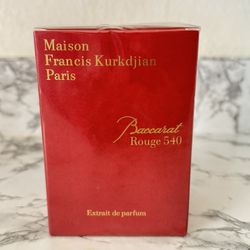 Maison
Francis Kurkdjian
Paris
Baccarat
Rouge 540
Extrait de parfum